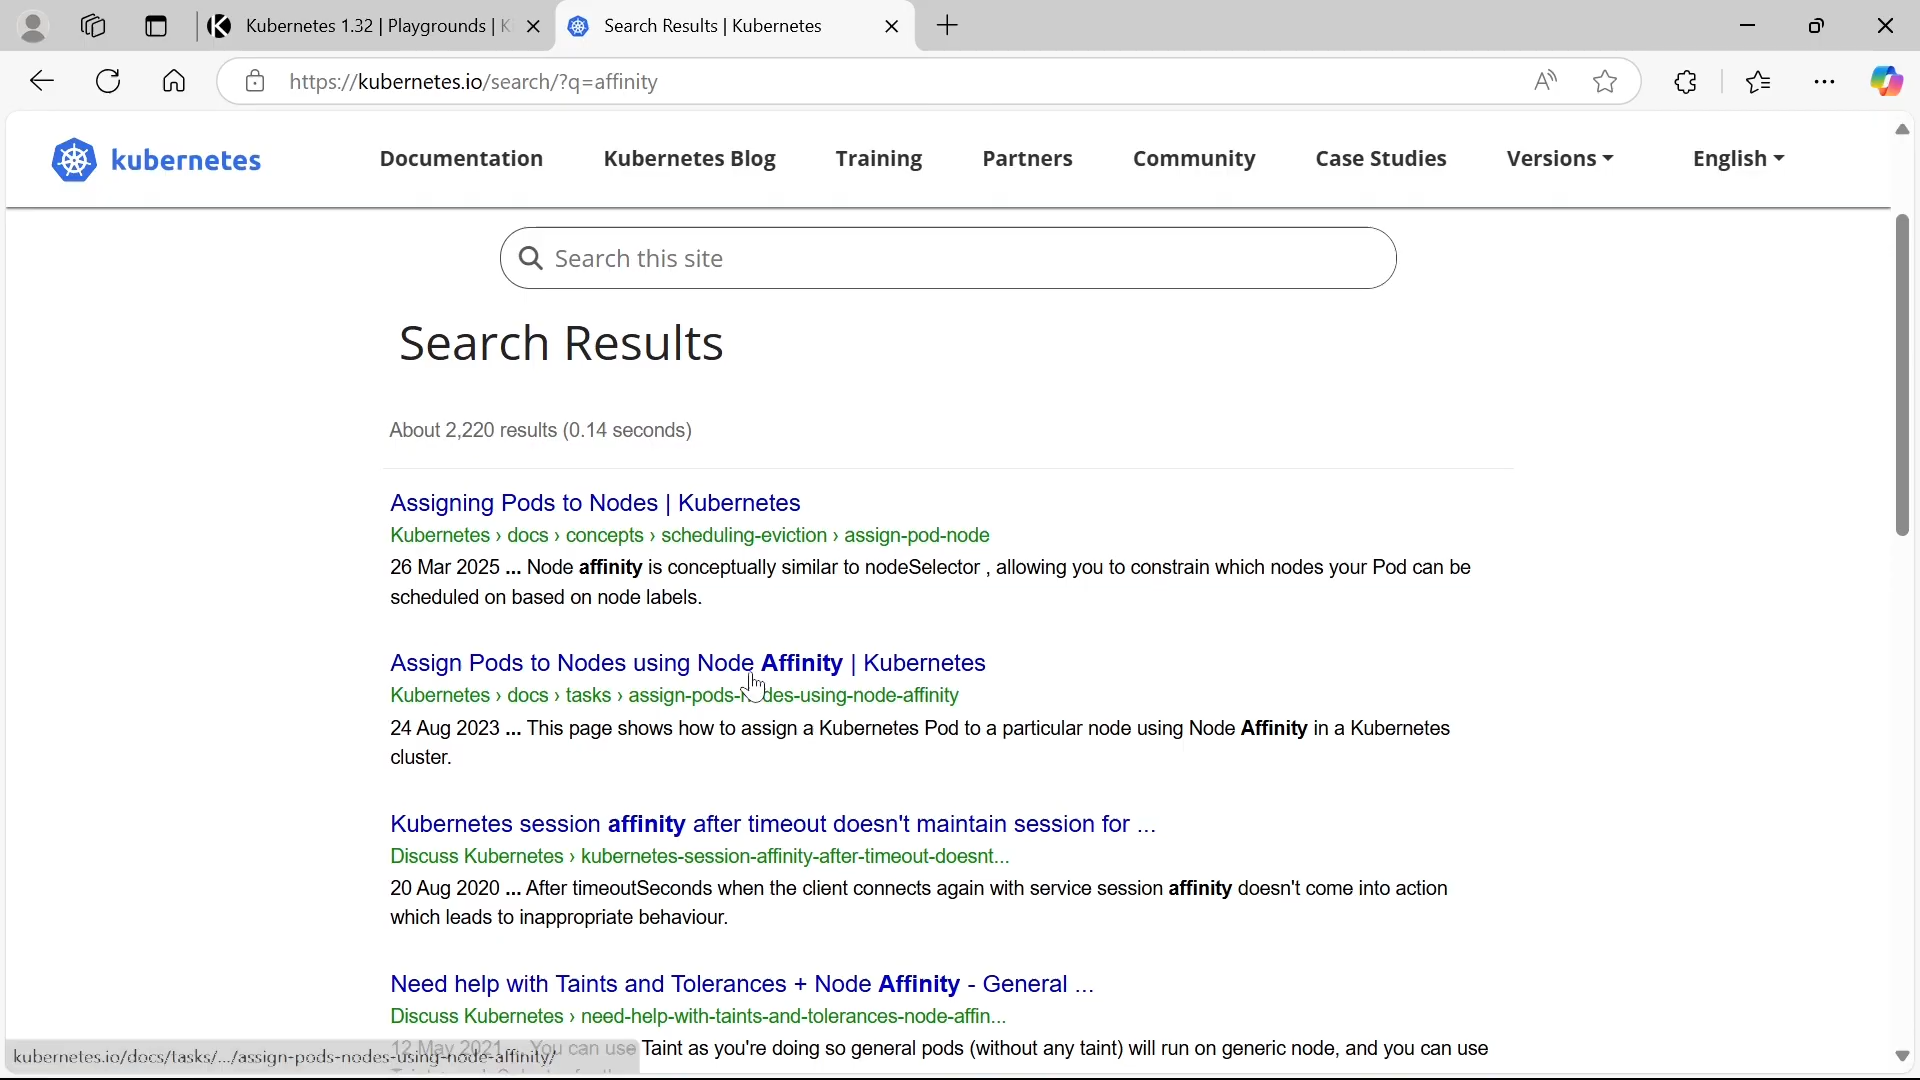 Kubernetes 1.32 | Playgrounds | K
Search Results | Kubernetes
https://kubernetes.io/search/?q=affinity
kubernetes
Documentation
Kubernetes Blog
Training
Partners
Community
Case Studies
Versions
English
Search this site
Search Results
About 2,220 results (0.14 seconds)
Assigning Pods to Nodes | Kubernetes
Kubernetes › docs › concepts › scheduling-eviction › assign-pod-node
26 Mar 2025 ... Node affinity is conceptually similar to nodeSelector , allowing you to constrain which nodes your Pod can be
scheduled on based on node labels.
Assign Pods to Nodes using Node Affinity | Kubernetes
Kubernetes › docs › tasks › assign-pods-nodes-using-node-affinity
24 Aug 2023 ... This page shows how to assign a Kubernetes Pod to a particular node using Node Affinity in a Kubernetes
cluster.
Kubernetes session affinity after timeout doesn't maintain session for ...
Discuss Kubernetes › kubernetes-session-affinity-after-timeout-doesnt...
20 Aug 2020 ... After timeoutSeconds when the client connects again with service session affinity doesn't come into action
which leads to inappropriate behaviour.
Need help with Taints and Tolerances + Node Affinity - General ...
Discuss Kubernetes › need-help-with-taints-and-tolerances-node-affin...
12 May 2021 ... You can use Taint as you're doing so general pods (without any taint) will run on generic node, and you can use
kubernetes.io/docs/tasks/.../assign-pods-nodes-using-node-affinity/